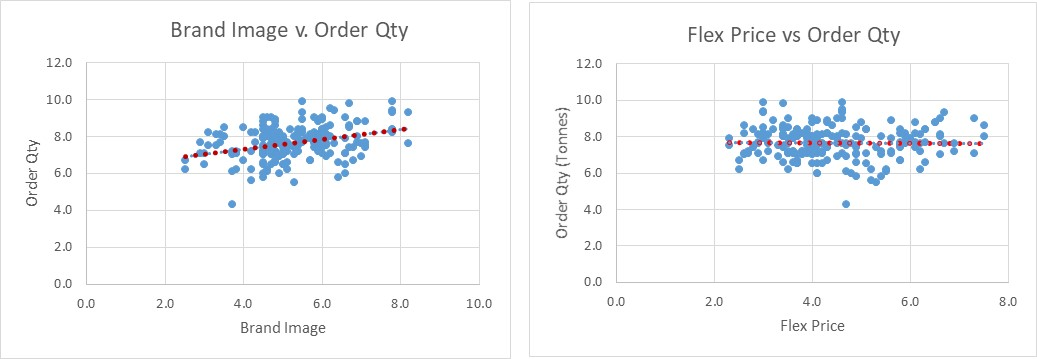 Brand Image v. Order Qty
12.0
10.0
8.0
6.0
4.0
2.0
0.0
Order Qty
0.0 2.0 4.0 6.0 8.0 10.0
Brand Image
Flex Price vs Order Qty
12.0
10.0
8.0
6.0
4.0
2.0
0.0
Order Qty (Tonnes)
0.0 2.0 4.0 6.0 8.0
Flex Price